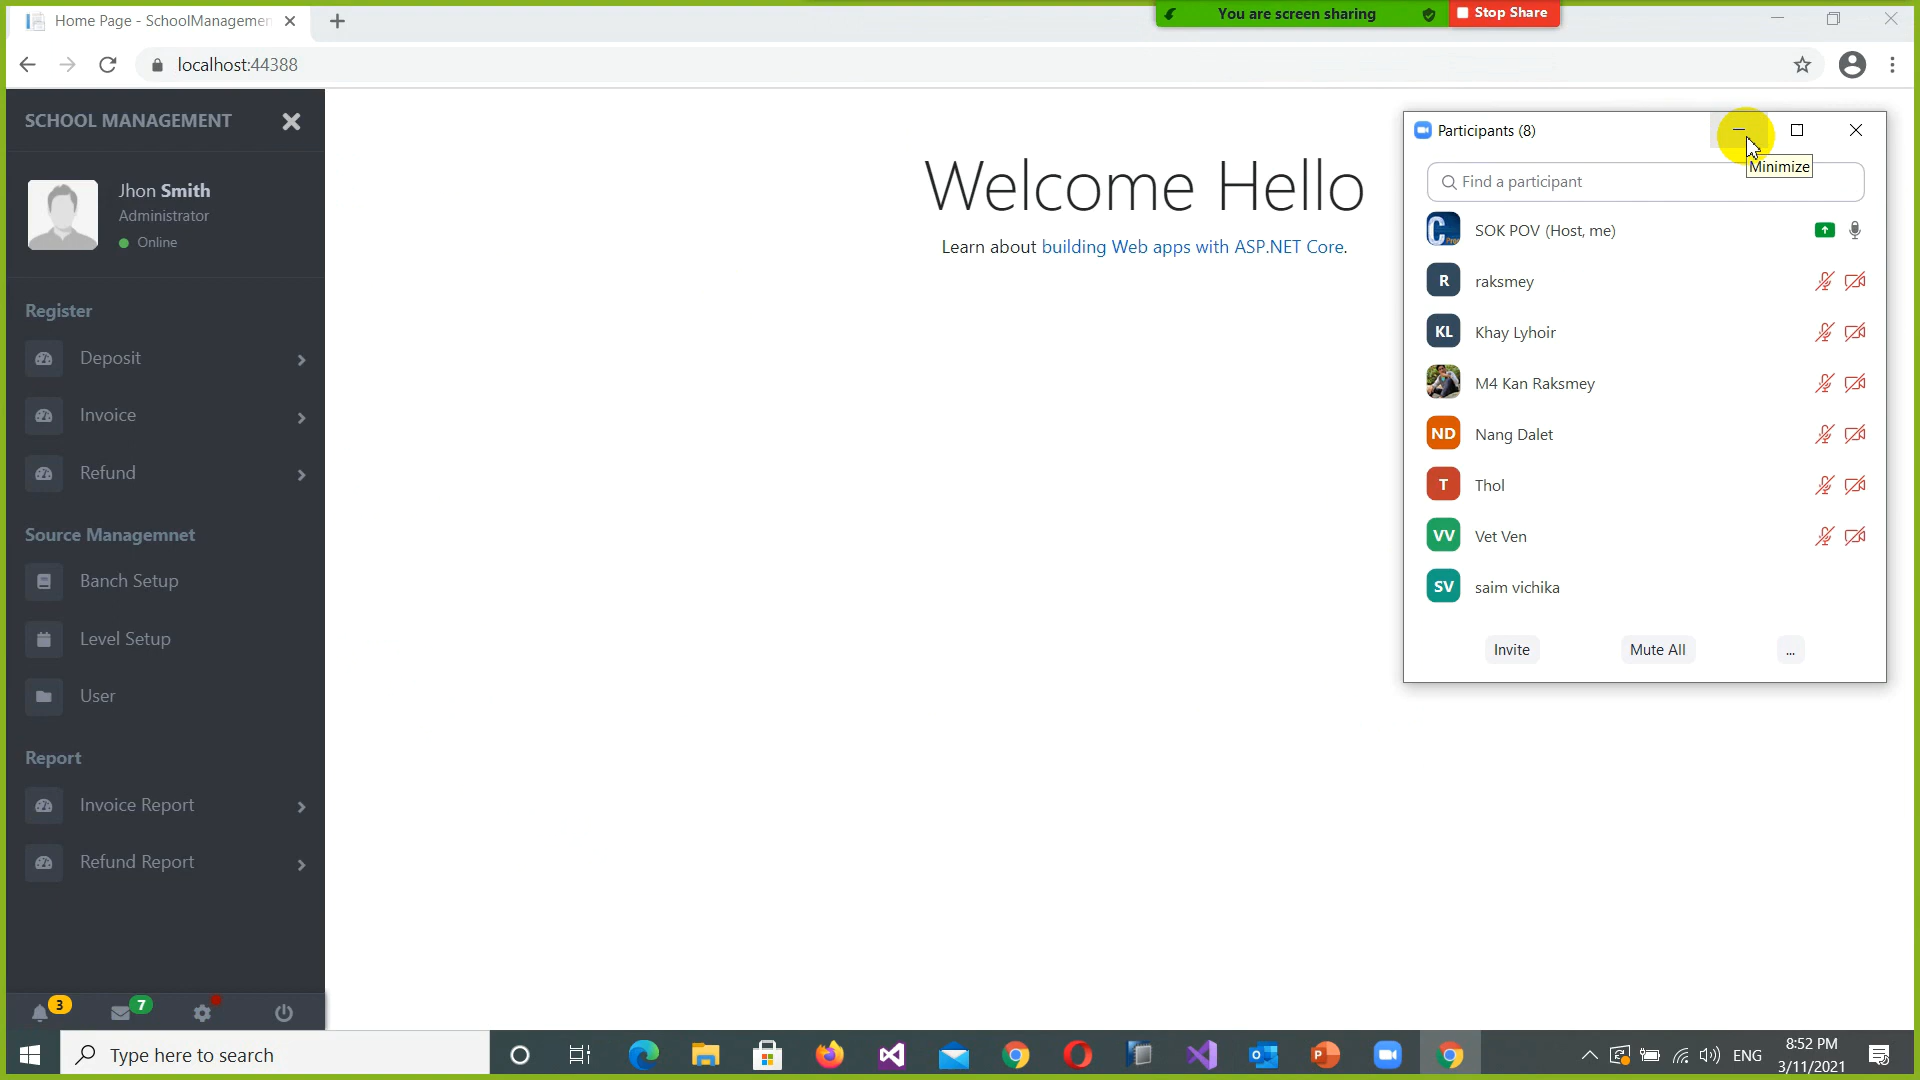 Home Page - SchoolManagemen
You are screen sharing
Stop Share
localhost:44388
SCHOOL MANAGEMENT
Jhon Smith
Administrator
Online
Register
Deposit
Invoice
Refund
Source Managemnet
Banch Setup
Level Setup
User
Report
Invoice Report
Refund Report
3
7
Welcome Hello
Learn about building Web apps with ASP.NET Core.
Participants (8)
Minimize
Find a participant
SOK POV (Host, me)
R raksmey
KL Khay Lyhoir
M4 Kan Raksmey
ND Nang Dalet
T Thol
VV Vet Ven
SV saim vichika
Invite
Mute All
...
Type here to search
ENG
8:52 PM
3/11/2021